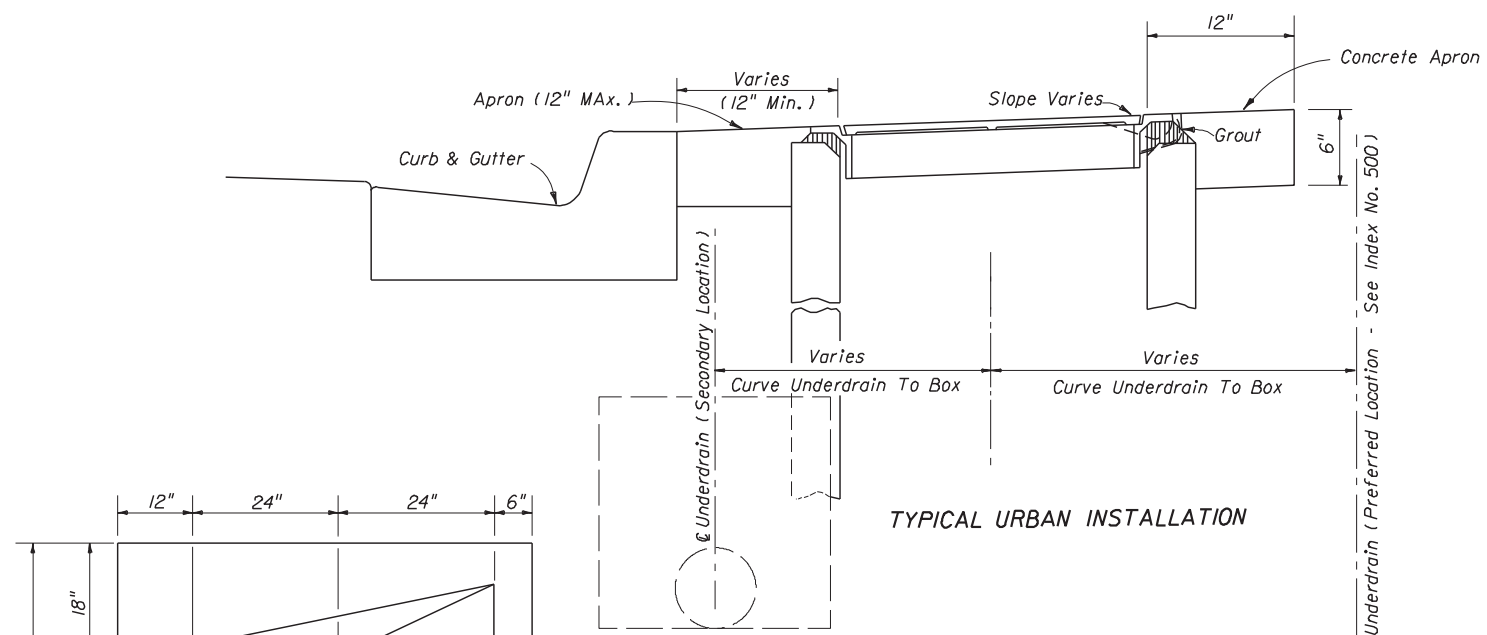 12"
Concrete Apron
Varies
(12" Min.)
Apron (12" MAx.)
Slope Varies
Grout
6"
Curb & Gutter
℄ Underdrain (Secondary Location)
Underdrain (Preferred Location - See Index No. 500)
Varies
Curve Underdrain To Box
Varies
Curve Underdrain To Box
TYPICAL URBAN INSTALLATION
12"
24"
24"
6"
18"